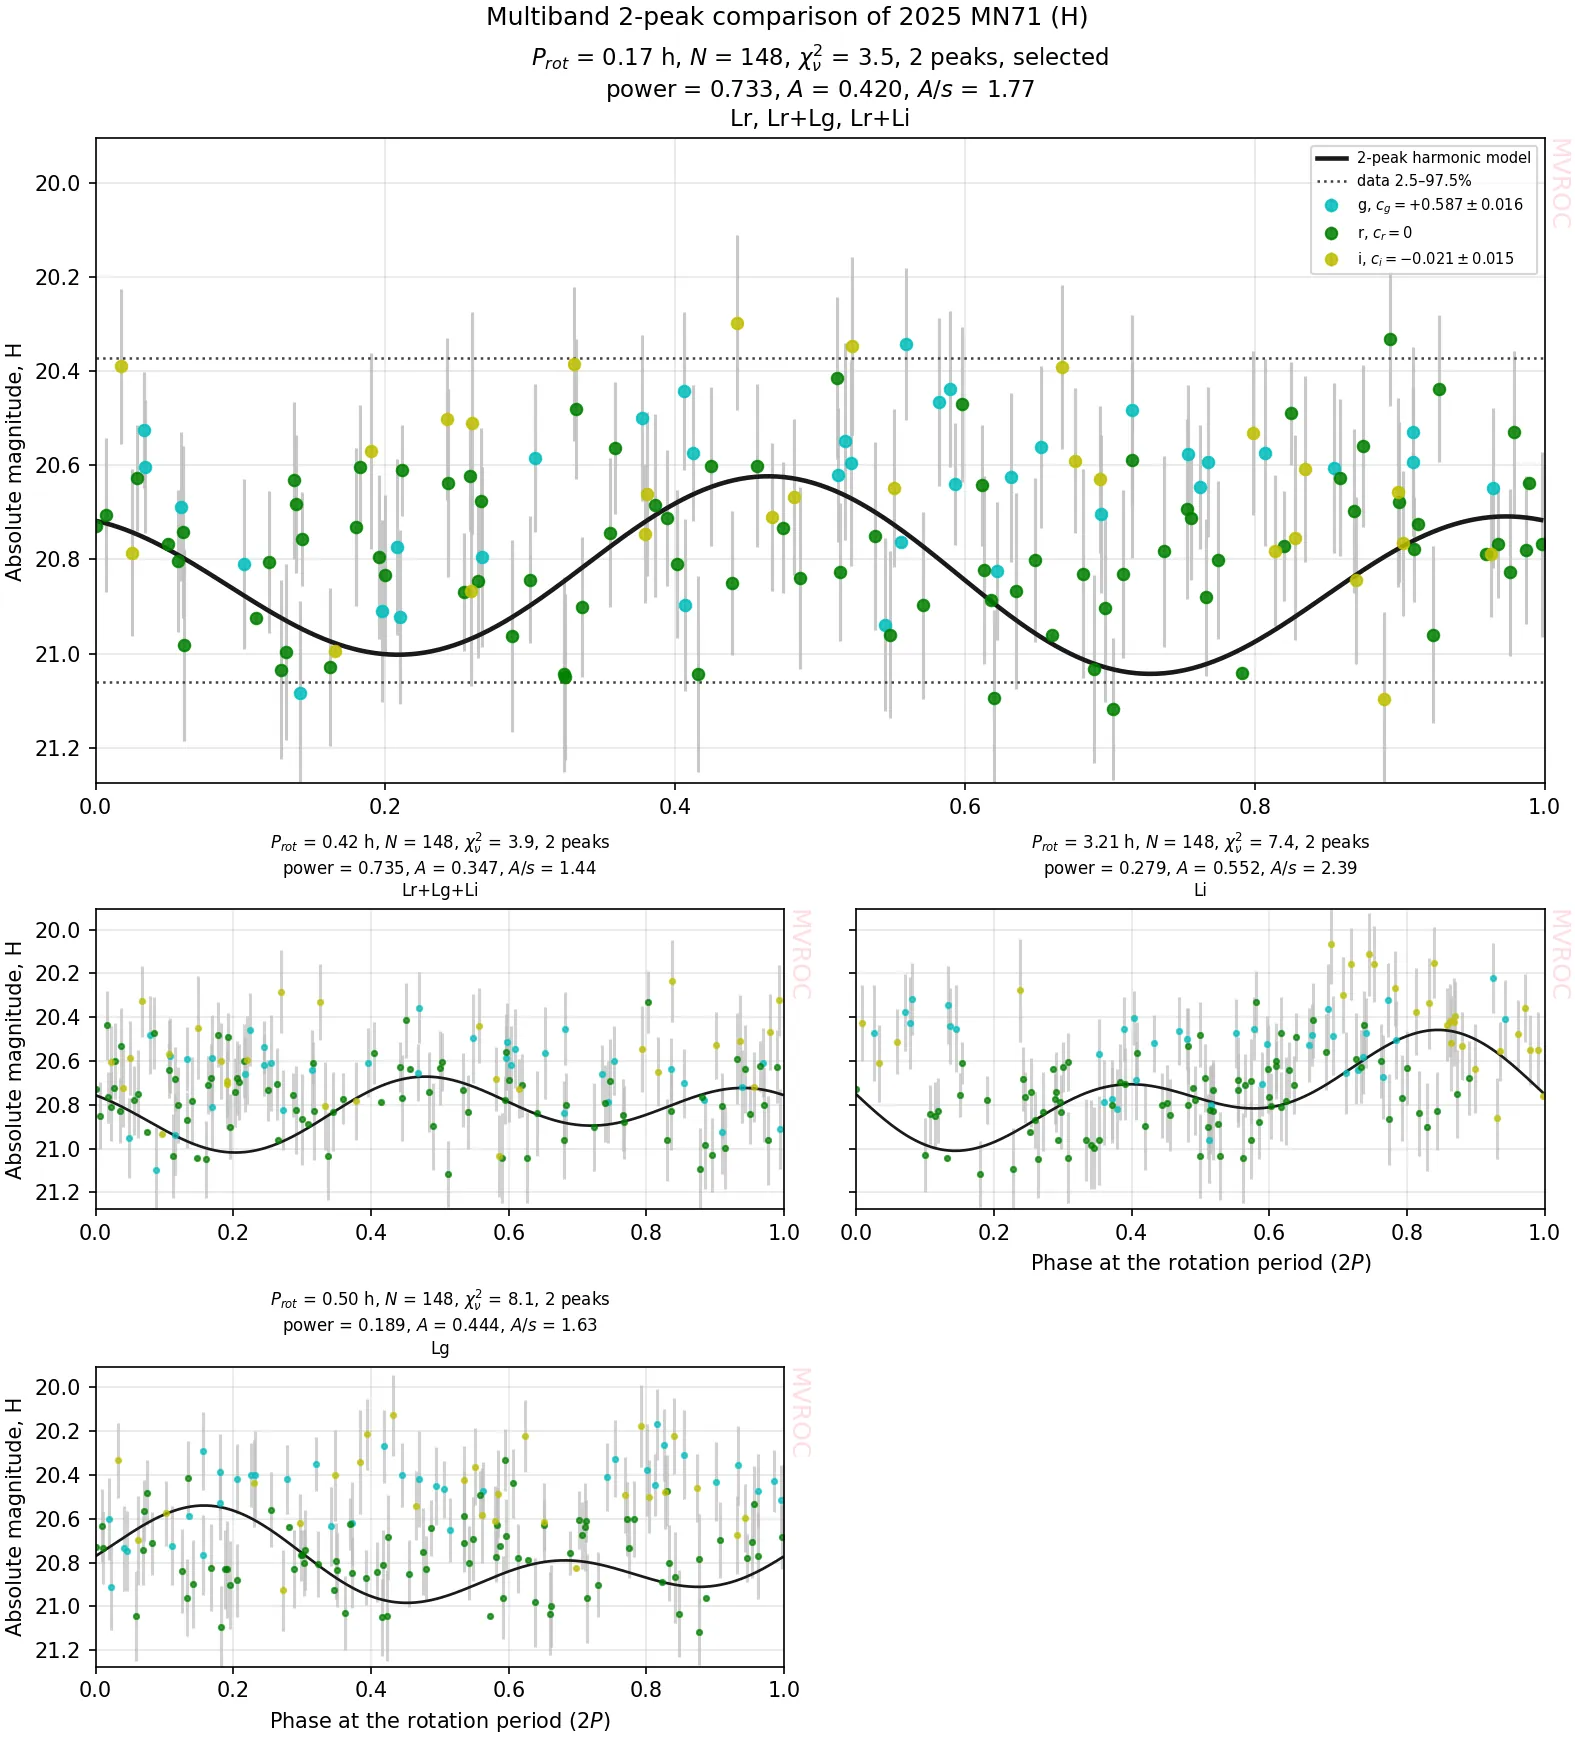 Multiband 2-peak comparison of 2025 MN71 (H)
P_rot = 0.17 h, N = 148, χ²_ν = 3.5, 2 peaks, selected
power = 0.733, A = 0.420, A/s = 1.77
Lr, Lr+Lg, Lr+Li
2-peak harmonic model
data 2.5–97.5%
g, c_g = +0.587 ± 0.016
r, c_r = 0
i, c_i = −0.021 ± 0.015
MVROC
Absolute magnitude, H
20.0
20.2
20.4
20.6
20.8
21.0
21.2
0.0 0.2 0.4 0.6 0.8 1.0
P_rot = 0.42 h, N = 148, χ²_ν = 3.9, 2 peaks
power = 0.735, A = 0.347, A/s = 1.44
Lr+Lg+Li
MVROC
Absolute magnitude, H
20.0
20.2
20.4
20.6
20.8
21.0
21.2
0.0 0.2 0.4 0.6 0.8 1.0
P_rot = 3.21 h, N = 148, χ²_ν = 7.4, 2 peaks
power = 0.279, A = 0.552, A/s = 2.39
Li
MVROC
0.0 0.2 0.4 0.6 0.8 1.0
Phase at the rotation period (2P)
P_rot = 0.50 h, N = 148, χ²_ν = 8.1, 2 peaks
power = 0.189, A = 0.444, A/s = 1.63
Lg
MVROC
Absolute magnitude, H
20.0
20.2
20.4
20.6
20.8
21.0
21.2
0.0 0.2 0.4 0.6 0.8 1.0
Phase at the rotation period (2P)